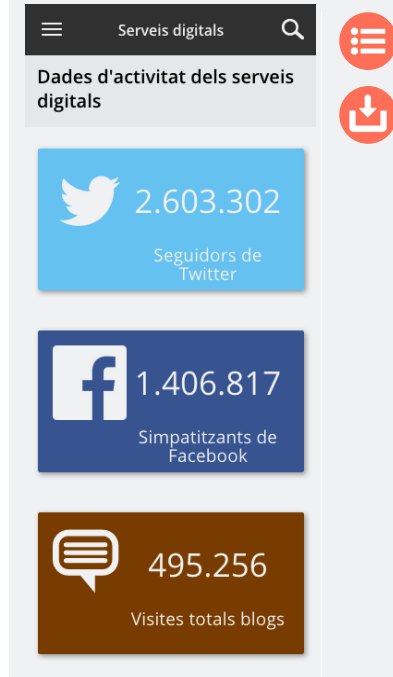 Serveis digitals
Dades d'activitat dels serveis
digitals
2.603.302
Seguidors de
Twitter
1.406.817
Simpatitzants de
Facebook
495.256
Visites totals blogs